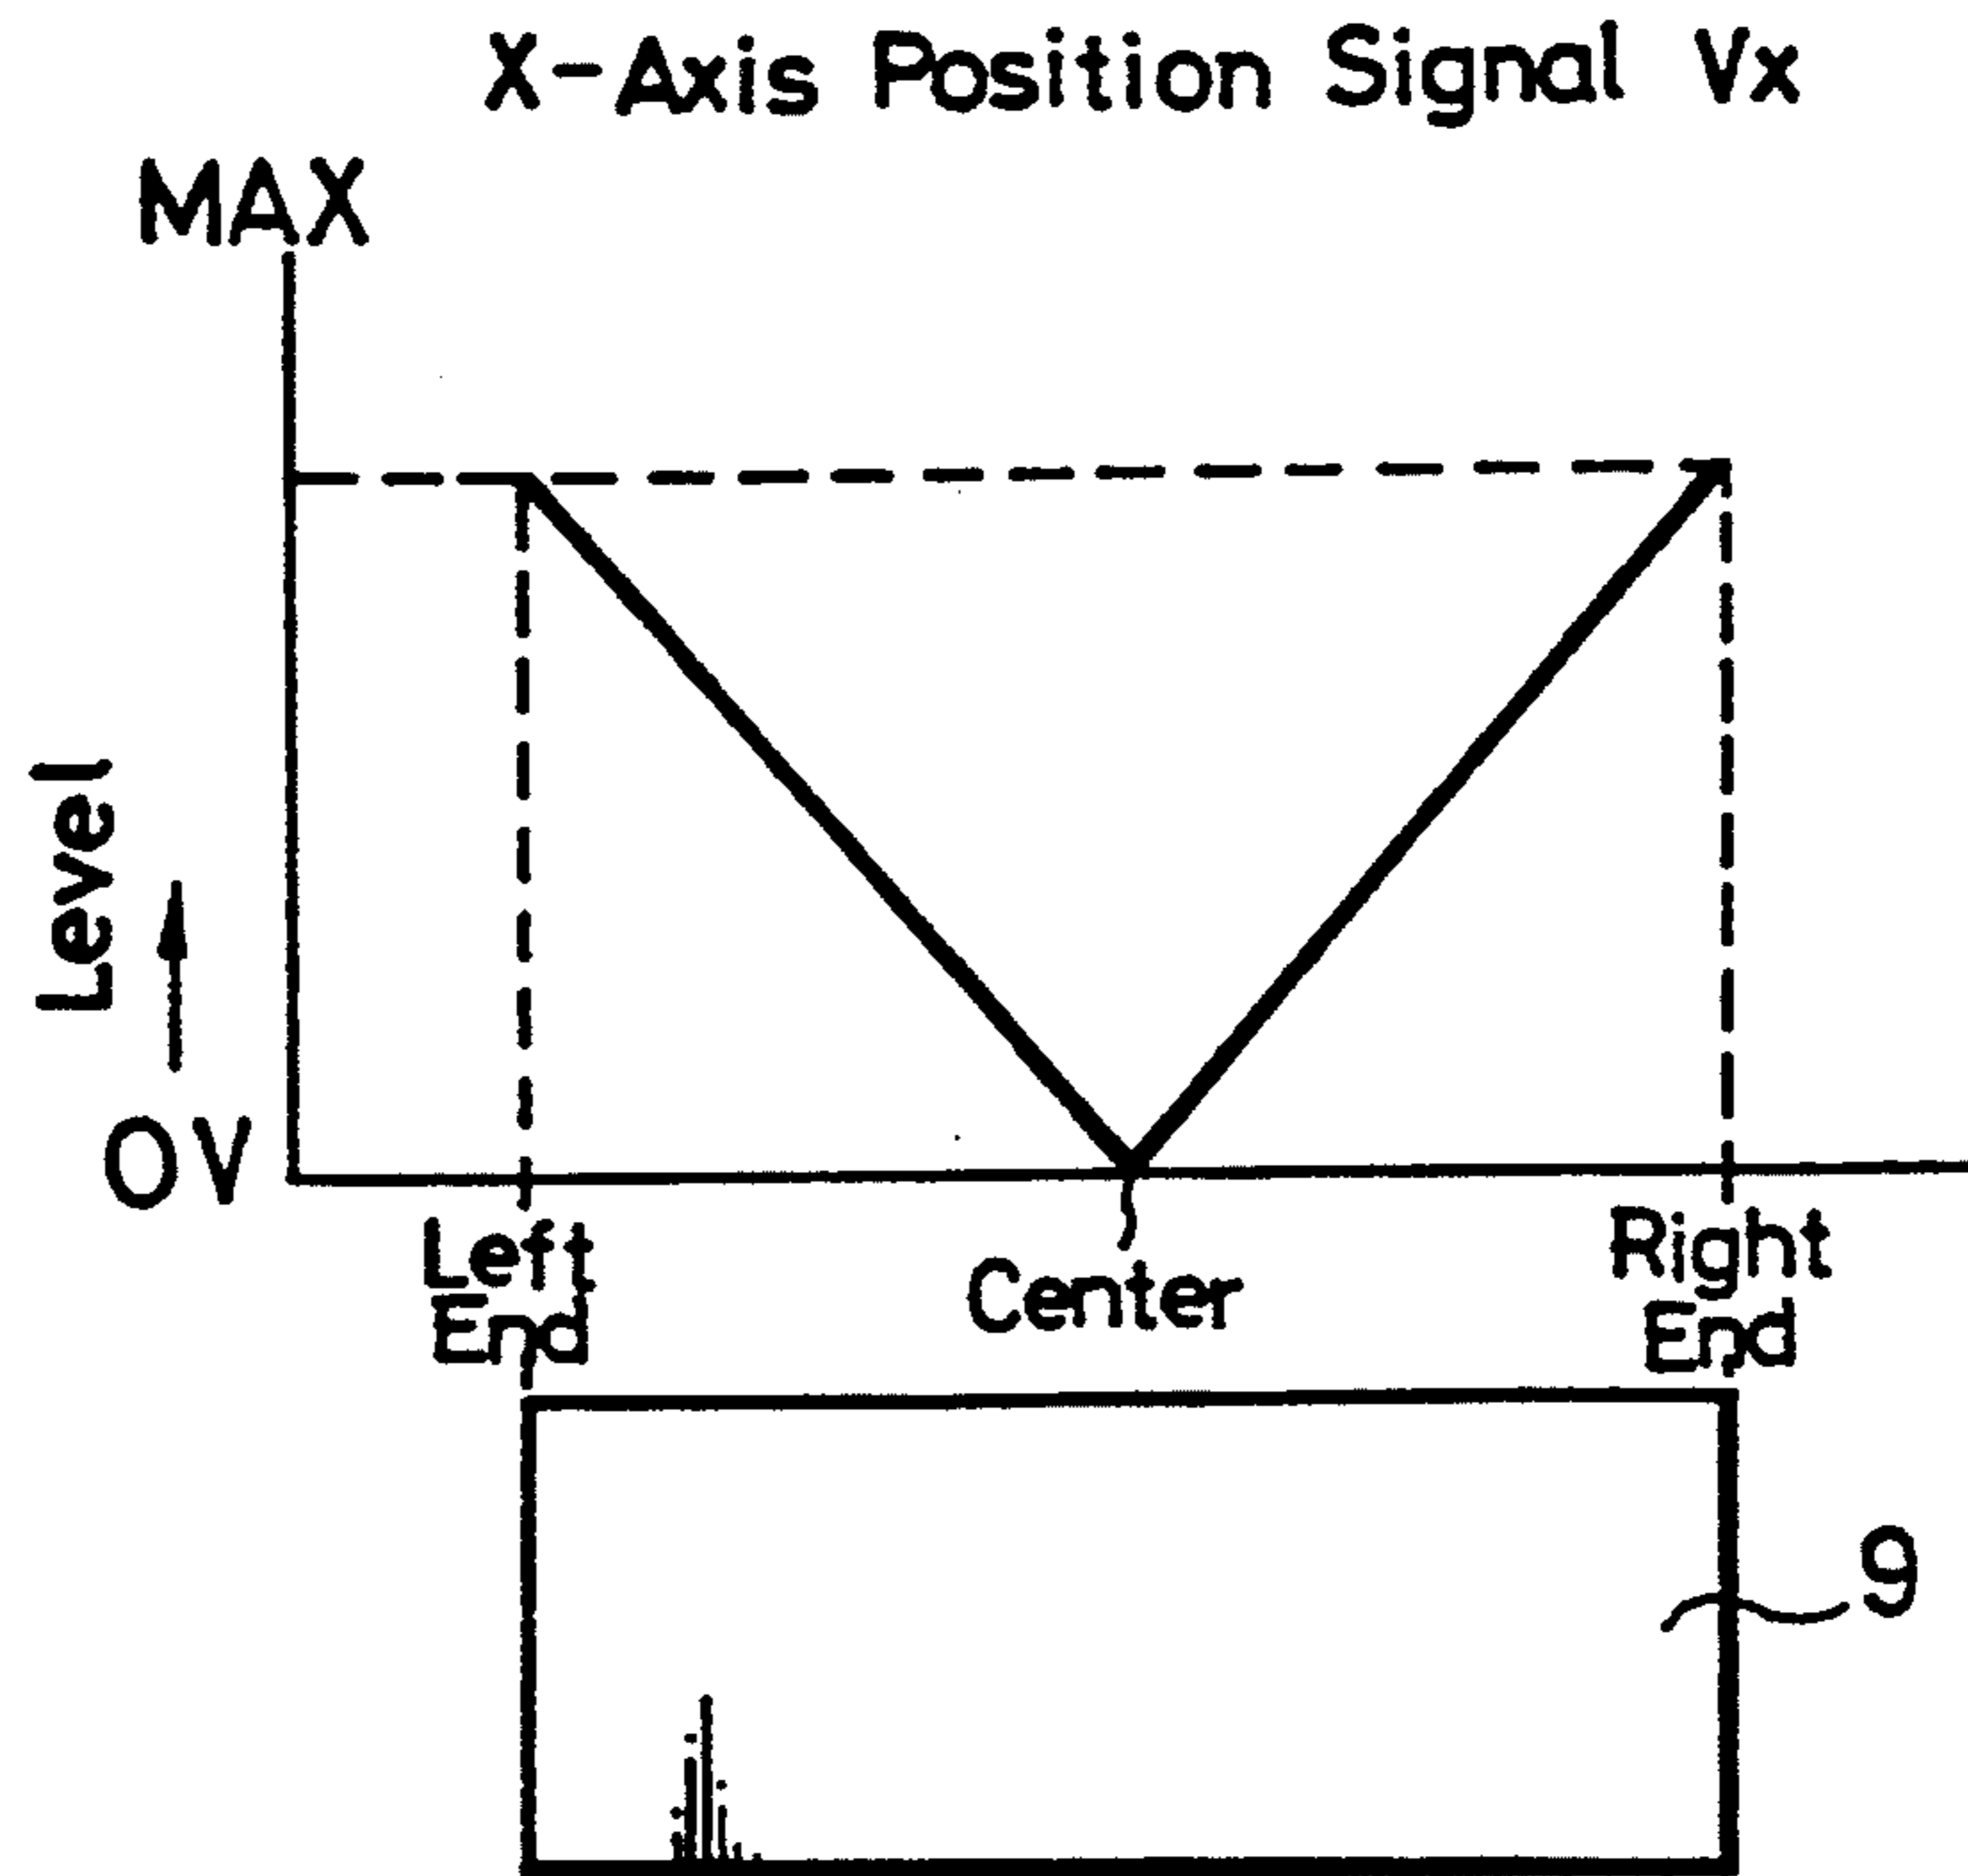 X-Axis Position Signal Vx
MAX
Level
0V
Left
End
Center
Right
End
9